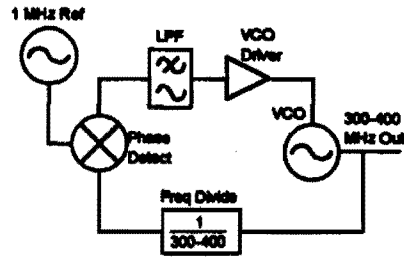 1 MHz Ref
LPF
VCO
Driver
VCO
300-400
MHz Out
Phase
Detect
Freq Divide
1
300-400